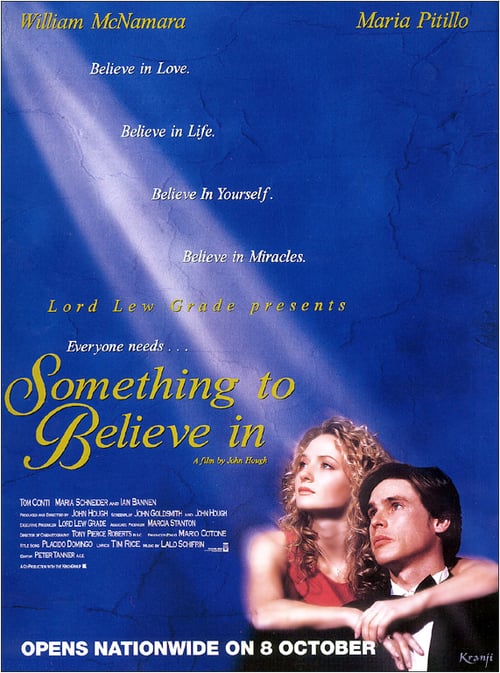 William McNamara Maria Pitillo
Believe in Love.
Believe in Life.
Believe In Yourself.
Believe in Miracles.
Lord Lew Grade presents
Everyone needs . . .
Something to
Believe in
A film by John Hough
TOM CONTI MARIA SCHNEIDER AND IAN BANNEN
PRODUCED AND DIRECTED BY JOHN HOUGH SCREENPLAY JOHN GOLDSMITH AND JOHN HOUGH
EXECUTIVE PRODUCER LORD LEW GRADE ASSOCIATE PRODUCER MARCIA STANTON
DIRECTOR OF CINEMATOGRAPHY TONY PIERCE ROBERTS B.S.C. MARIO COTONE
TITLE SONG PLACIDO DOMINGO LYRICS TIM RICE MUSIC BY LALO SCHIFRIN
EDITOR PETER TANNER A.C.E.
A CO-PRODUCTION WITH THE KIRCHGROUP
OPENS NATIONWIDE ON 8 OCTOBER
Kranji